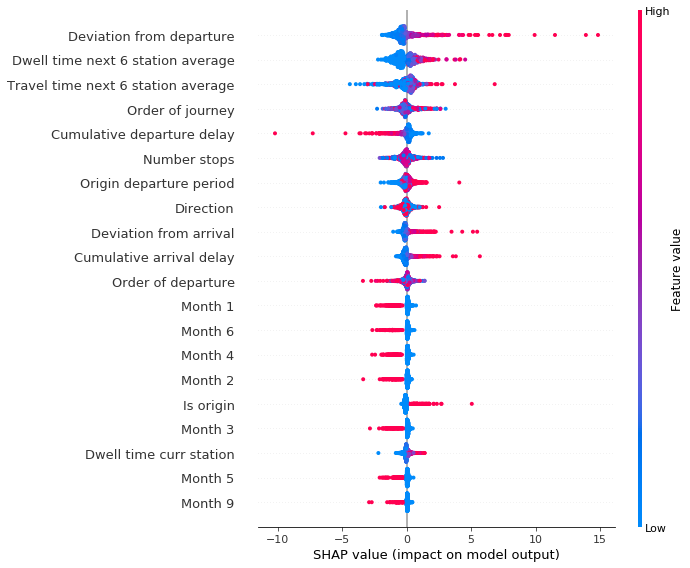 High
Deviation from departure
Dwell time next 6 station average
Travel time next 6 station average
Order of journey
Cumulative departure delay
Number stops
Origin departure period
Direction
Deviation from arrival
Cumulative arrival delay
Order of departure
Month 1
Month 6
Month 4
Month 2
Is origin
Month 3
Dwell time curr station
Month 5
Month 9
Feature value
Low
−10 −5 0 5 10 15
SHAP value (impact on model output)